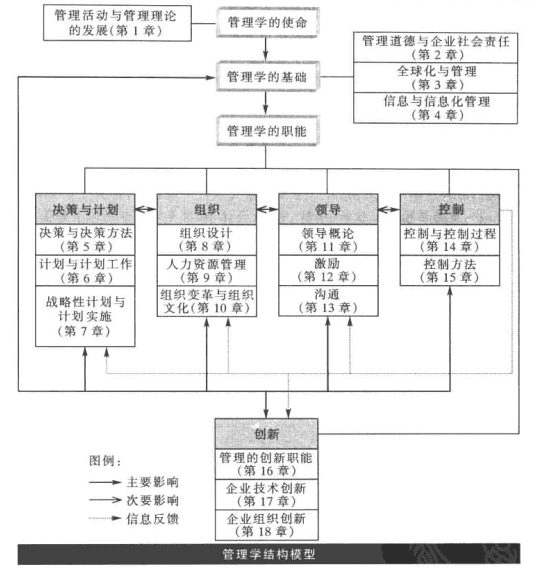 管理活动与管理理论
的发展(第 1 章)
管理学的使命
管理学的基础
管理道德与企业社会责任
(第 2 章)
全球化与管理
(第 3 章)
信息与信息化管理
(第 4 章)
管理学的职能
决策与计划
决策与决策方法
(第 5 章)
计划与计划工作
(第 6 章)
战略性计划与
计划实施
(第 7 章)
组织
组织设计
(第 8 章)
人力资源管理
(第 9 章)
组织变革与组织
文化(第 10 章)
领导
领导概论
(第 11 章)
激励
(第 12 章)
沟通
(第 13 章)
控制
控制与控制过程
(第 14 章)
控制方法
(第 15 章)
创新
管理的创新职能
(第 16 章)
企业技术创新
(第 17 章)
企业组织创新
(第 18 章)
图例:
主要影响
次要影响
信息反馈
管理学结构模型